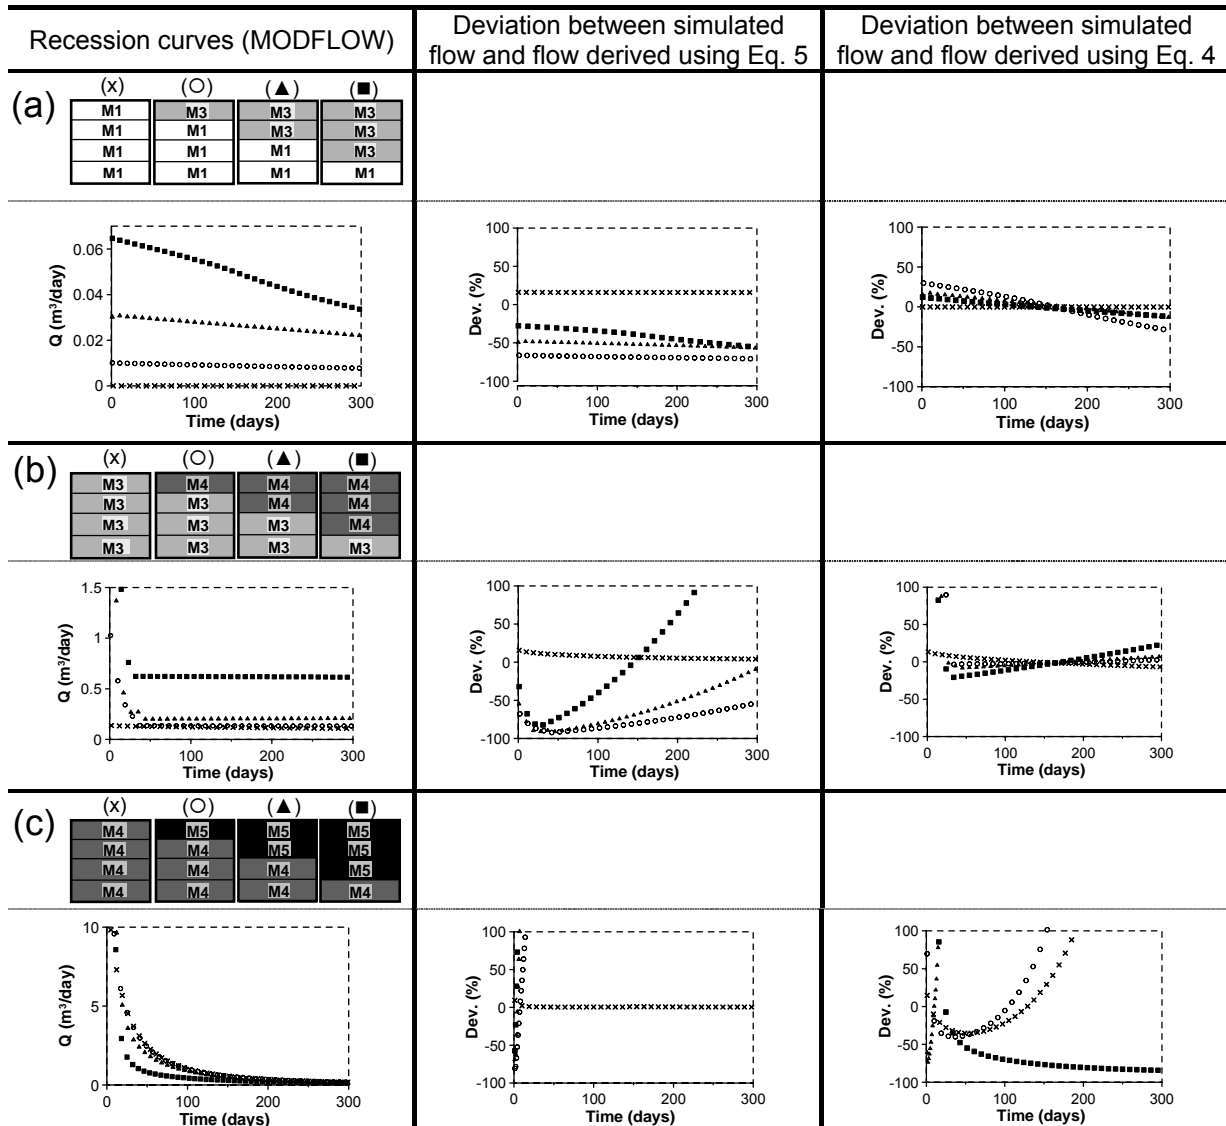 Recession curves (MODFLOW)
Deviation between simulated
flow and flow derived using Eq. 5
Deviation between simulated
flow and flow derived using Eq. 4
(a)
(x) (○) (▲) (■)
M1 M3 M3 M3
M1 M1 M3 M3
M1 M1 M1 M3
M1 M1 M1 M1
Q (m³/day)
0.06
0.04
0.02
0
0 100 200 300
Time (days)
Dev. (%)
100
50
0
-50
-100
0 100 200 300
Time (days)
Dev. (%)
100
50
0
-50
-100
0 100 200 300
Time (days)
(b)
(x) (○) (▲) (■)
M3 M4 M4 M4
M3 M3 M4 M4
M3 M3 M3 M4
M3 M3 M3 M3
Q (m³/day)
1.5
1
0.5
0
0 100 200 300
Time (days)
Dev. (%)
100
50
0
-50
-100
0 100 200 300
Time (days)
Dev. (%)
100
50
0
-50
-100
0 100 200 300
Time (days)
(c)
(x) (○) (▲) (■)
M4 M5 M5 M5
M4 M4 M5 M5
M4 M4 M4 M5
M4 M4 M4 M4
Q (m³/day)
10
5
0
0 100 200 300
Time (days)
Dev. (%)
100
50
0
-50
-100
0 100 200 300
Time (days)
Dev. (%)
100
50
0
-50
-100
0 100 200 300
Time (days)